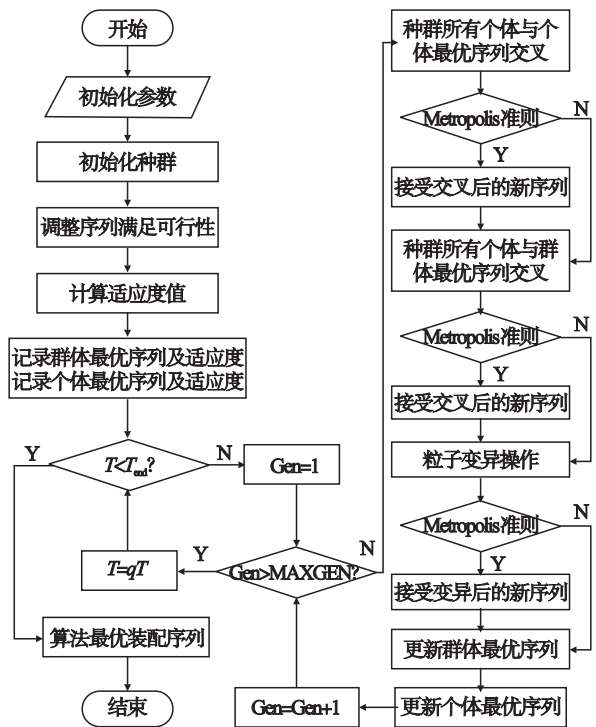 开始
初始化参数
初始化种群
调整序列满足可行性
计算适应度值
记录群体最优序列及适应度
记录个体最优序列及适应度
Y
T<Tend?
N
Gen=1
T=qT
Y
Gen>MAXGEN?
N
算法最优装配序列
结束
Gen=Gen+1
种群所有个体与个
体最优序列交叉
Metropolis准则
N
Y
接受交叉后的新序列
种群所有个体与群
体最优序列交叉
Metropolis准则
N
Y
接受交叉后的新序列
粒子变异操作
Metropolis准则
N
Y
接受变异后的新序列
更新群体最优序列
更新个体最优序列